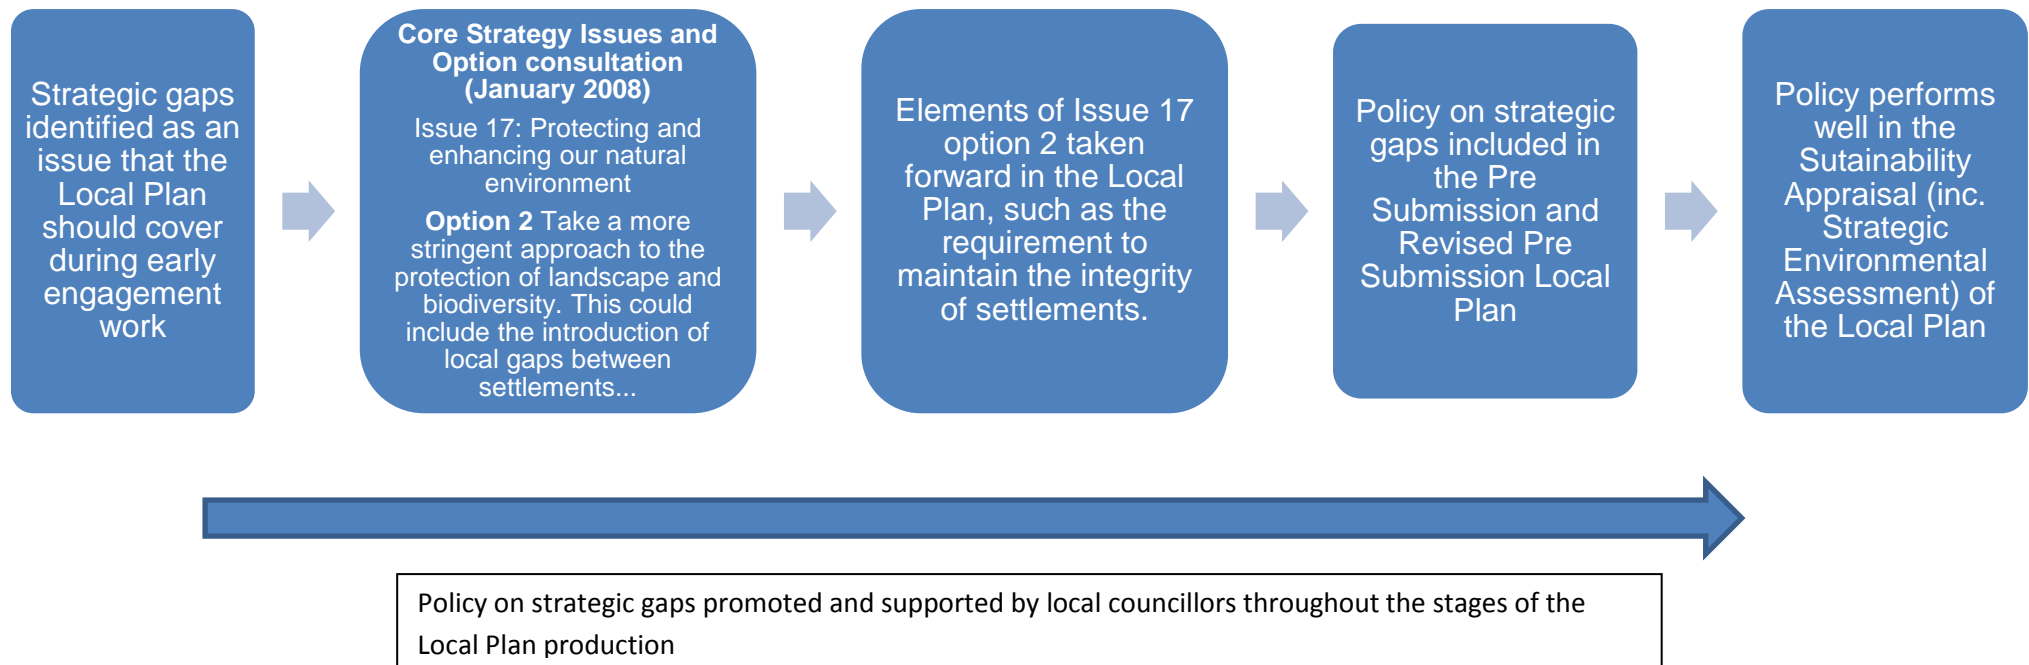 Strategic gaps
identified as an
issue that the
Local Plan
should cover
during early
engagement
work
Core Strategy Issues and
Option consultation
(January 2008)
Issue 17: Protecting and
enhancing our natural
environment
Option 2 Take a more
stringent approach to the
protection of landscape and
biodiversity. This could
include the introduction of
local gaps between
settlements...
Elements of Issue 17
option 2 taken
forward in the Local
Plan, such as the
requirement to
maintain the integrity
of settlements.
Policy on strategic
gaps included in
the Pre
Submission and
Revised Pre
Submission Local
Plan
Policy performs
well in the
Sutainability
Appraisal (inc.
Strategic
Environmental
Assessment) of
the Local Plan
Policy on strategic gaps promoted and supported by local councillors throughout the stages of the
Local Plan production